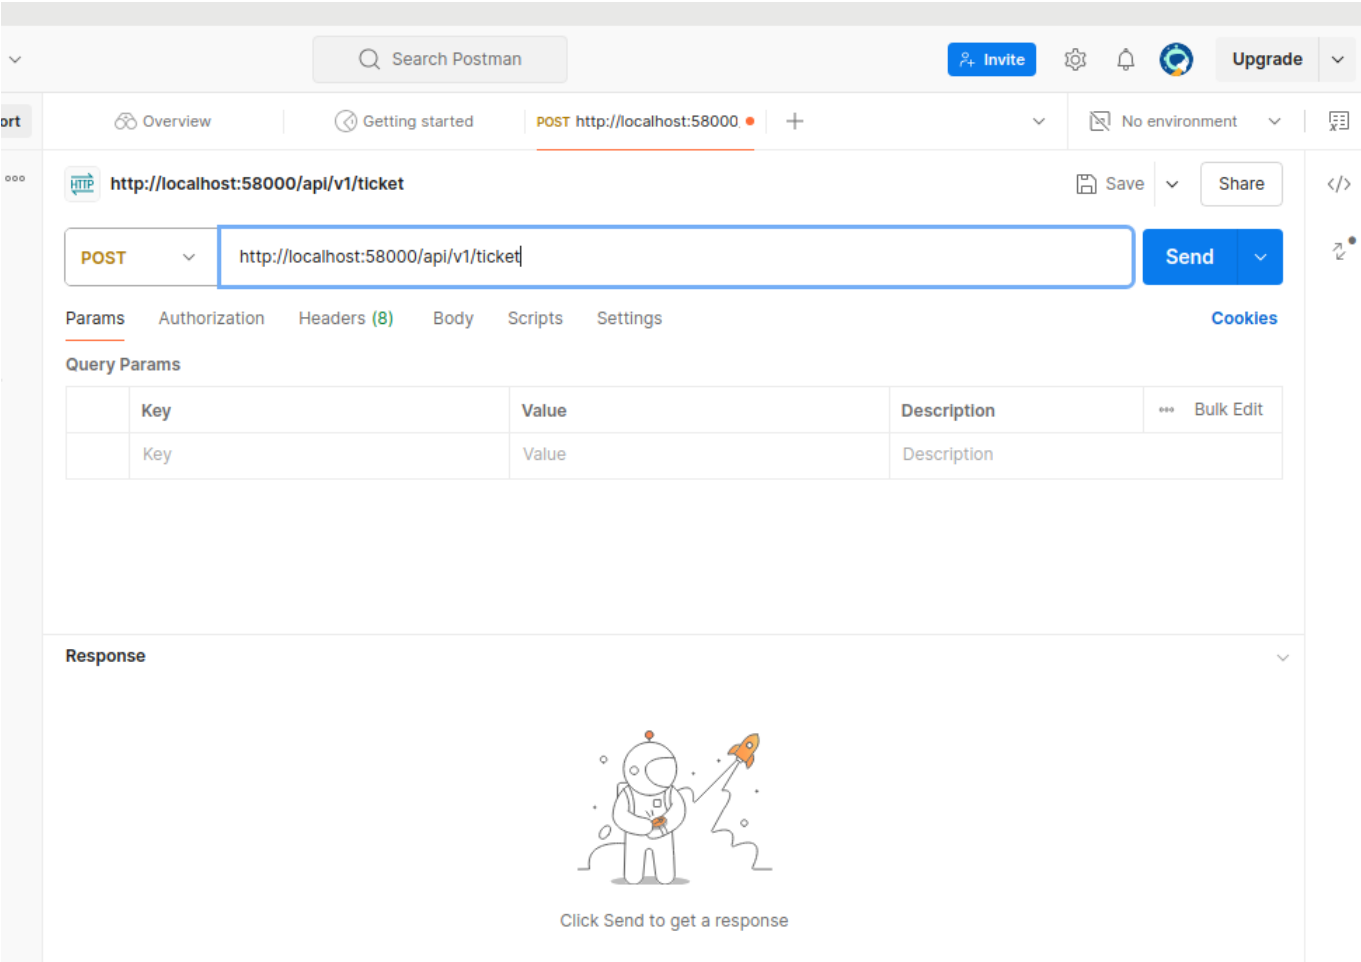 Search Postman
Invite
Upgrade
ort
Overview
Getting started
POST http://localhost:58000
No environment
HTTP http://localhost:58000/api/v1/ticket
Save
Share
</>
POST
http://localhost:58000/api/v1/ticket
Send
Params
Authorization
Headers (8)
Body
Scripts
Settings
Cookies
Query Params
Key
Value
Description
Bulk Edit
Key
Value
Description
Response
Click Send to get a response